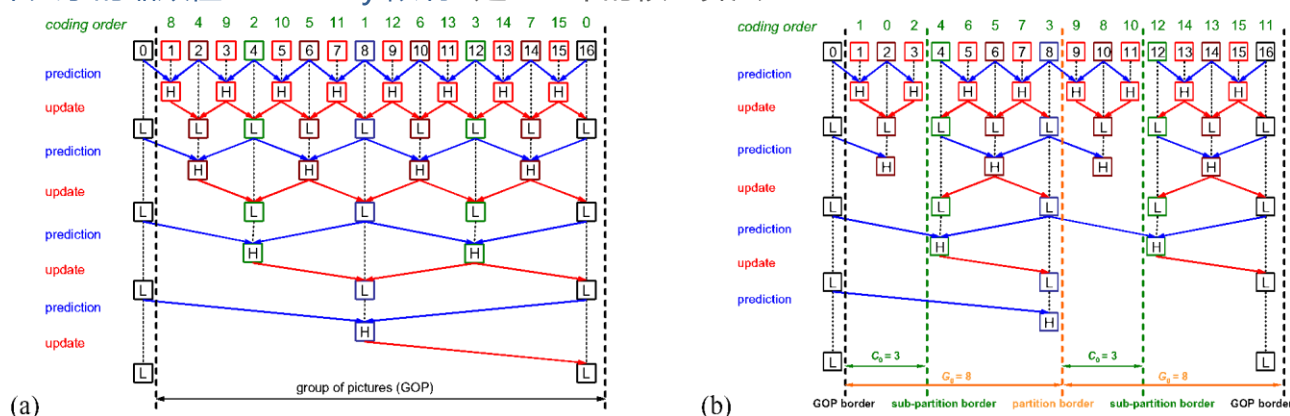 coding order 8 4 9 2 10 5 11 1 12 6 13 3 14 7 15 0
0 1 2 3 4 5 6 7 8 9 10 11 12 13 14 15 16
prediction
H H H H H H H H
update
L L L L L L L L L
prediction
H H H H
update
L L L L L
prediction
H H
update
L L L
prediction
H
update
L L
group of pictures (GOP)
(a)
coding order 1 0 2 4 6 5 7 3 8 9 10 12 14 13 15 11
0 1 2 3 4 5 6 7 8 9 10 11 12 13 14 15 16
prediction
H H H H H H H H
update
L L L L L L L L L
prediction
H H H H
update
L L L L L
prediction
H H
update
L L L
prediction
H
L L
C₀ = 3 C₀ = 3
G₀ = 8 G₀ = 8
GOP border sub-partition border partition border sub-partition border GOP border
(b)